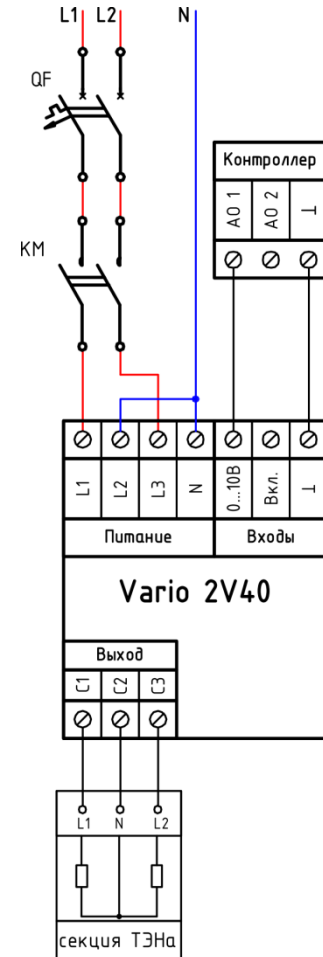 L1 L2 N
QF
Контроллер
AO 1 AO 2 ⊥
KM
L1 L2 L3 N 0...10В Вкл. ⊥
Питание Входы
Vario 2V40
Выход
C1 C2 C3
L1 N L2
секция ТЭНа